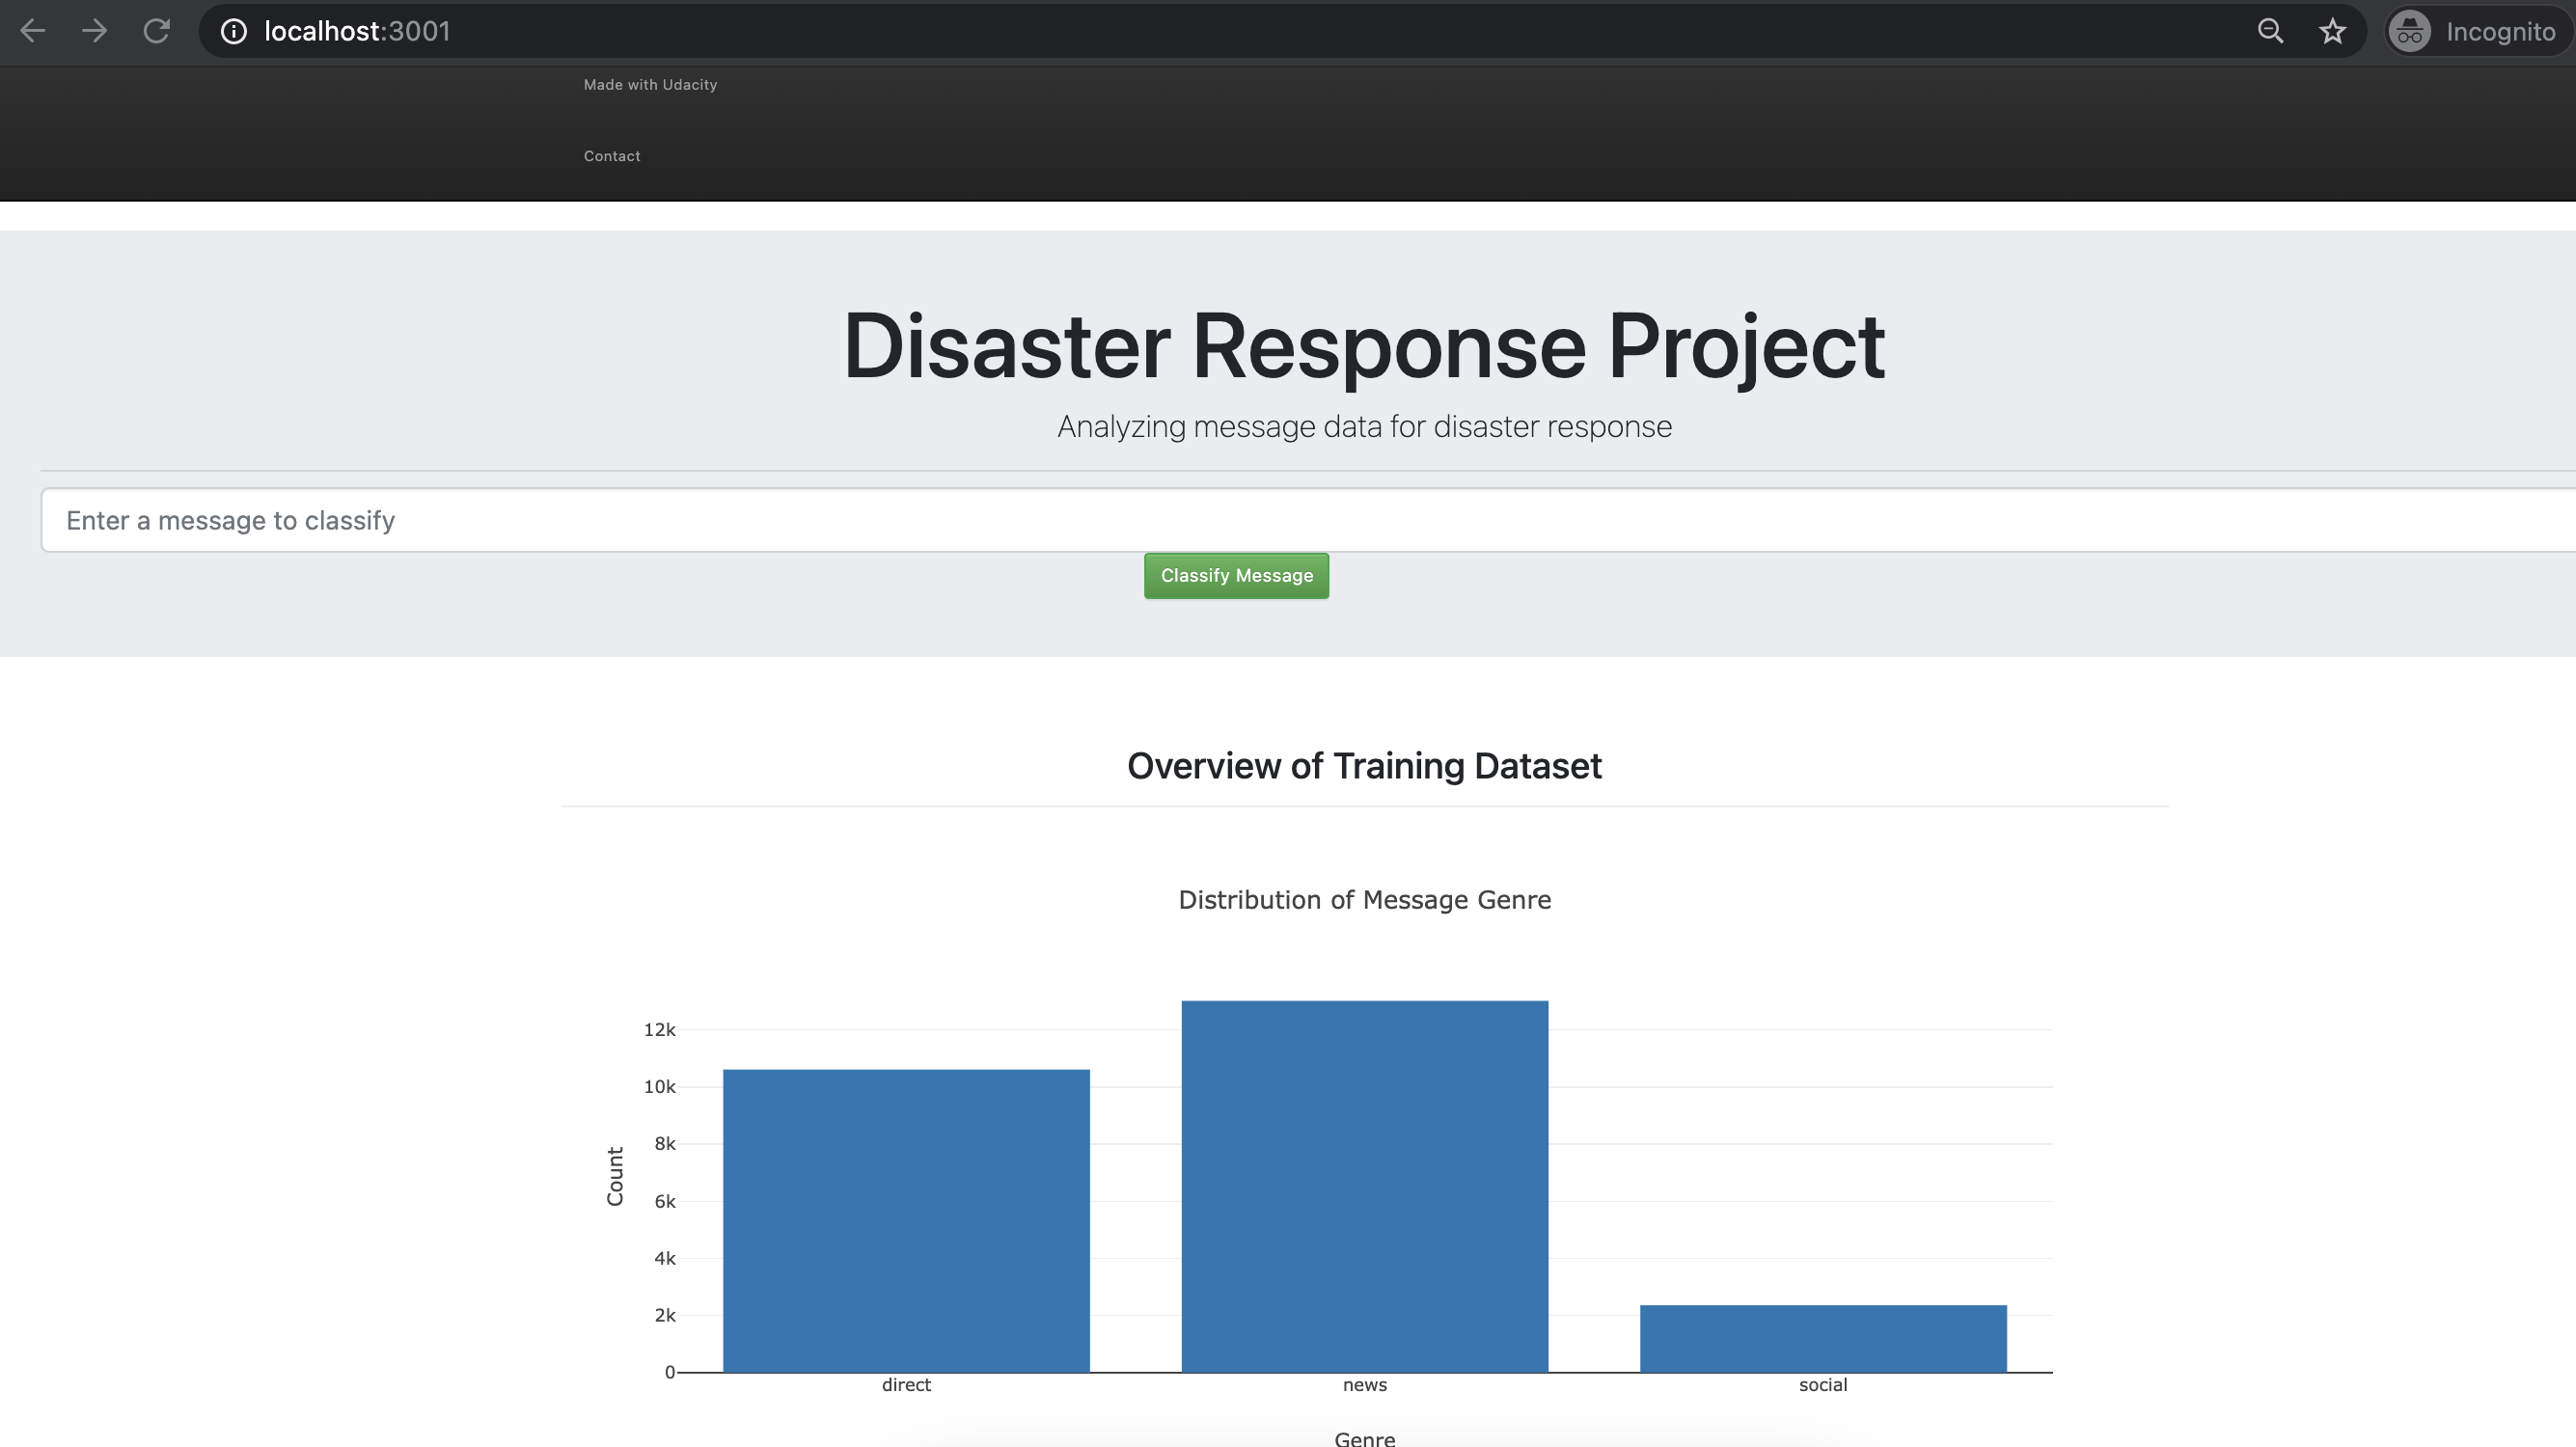 localhost:3001
Incognito
Made with Udacity
Contact
Disaster Response Project
Analyzing message data for disaster response
Enter a message to classify
Classify Message
Overview of Training Dataset
Distribution of Message Genre
12k
10k
8k
6k
4k
2k
0
Count
direct news social
Genre